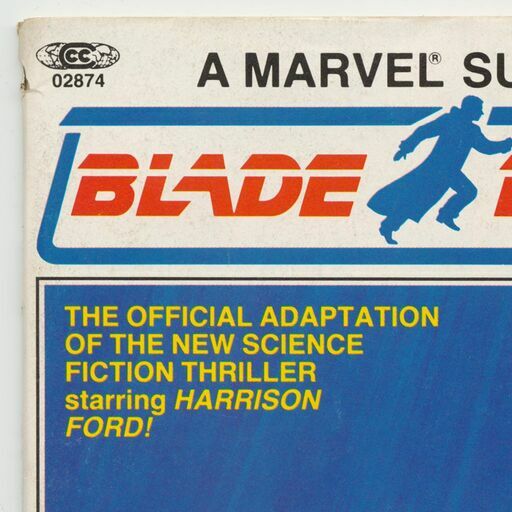 CC
02874
A MARVEL® SU
BLADE
THE OFFICIAL ADAPTATION
OF THE NEW SCIENCE
FICTION THRILLER
starring HARRISON
FORD!